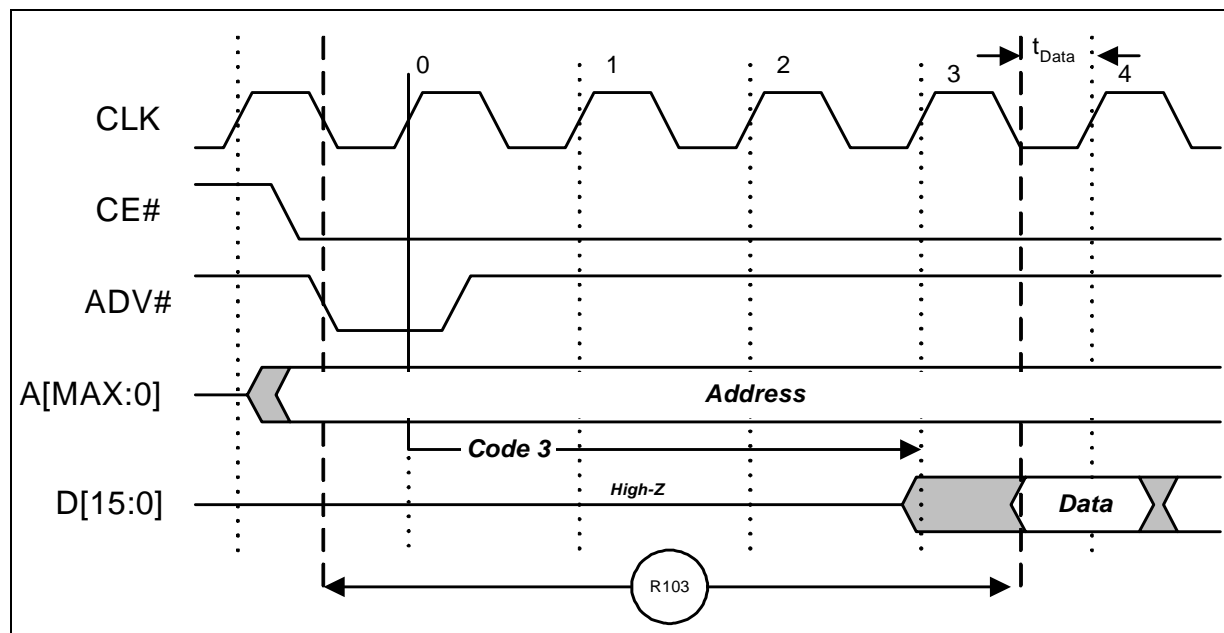 t_Data
0 1 2 3 4
CLK
CE#
ADV#
A[MAX:0] Address
Code 3
High-Z
D[15:0] Data
R103